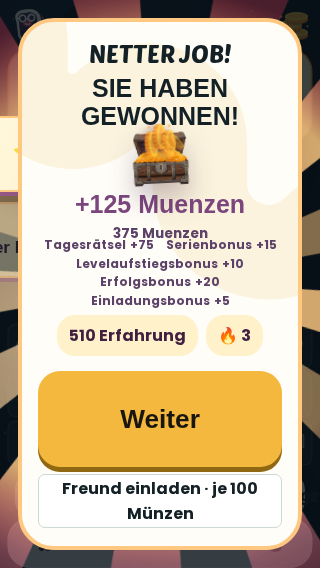 NETTER JOB!
SIE HABEN
GEWONNEN!
+125 Muenzen
375 Muenzen
Tagesrätsel +75 Serienbonus +15
Levelaufstiegsbonus +10
Erfolgsbonus +20
Einladungsbonus +5
510 Erfahrung 🔥 3
Weiter
Freund einladen · je 100
Münzen